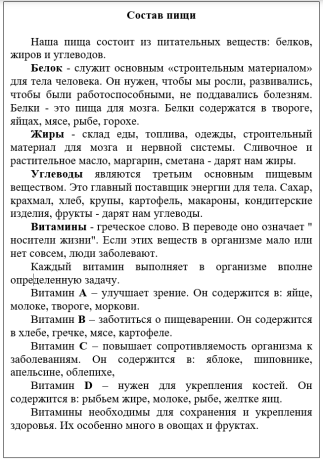 Состав пищи
Наша пища состоит из питательных веществ: белков,
жиров и углеводов.
Белок - служит основным «строительным материалом»
для тела человека. Он нужен, чтобы мы росли, развивались,
чтобы были работоспособными, не поддавались болезням.
Белки - это пища для мозга. Белки содержатся в твороге,
яйцах, мясе, рыбе, горохе.
Жиры - склад еды, топлива, одежды, строительный
материал для мозга и нервной системы. Сливочное и
растительное масло, маргарин, сметана - дарят нам жиры.
Углеводы являются третьим основным пищевым
веществом. Это главный поставщик энергии для тела. Сахар,
крахмал, хлеб, крупы, картофель, макароны, кондитерские
изделия, фрукты - дарят нам углеводы.
Витамины - греческое слово. В переводе оно означает "
носители жизни". Если этих веществ в организме мало или
нет совсем, люди заболевают.
Каждый витамин выполняет в организме вполне
определенную задачу.
Витамин А – улучшает зрение. Он содержится в: яйце,
молоке, твороге, моркови.
Витамин В – заботиться о пищеварении. Он содержится
в хлебе, гречке, мясе, картофеле.
Витамин С – повышает сопротивляемость организма к
заболеваниям. Он содержится в: яблоке, шиповнике,
апельсине, облепихе,
Витамин D – нужен для укрепления костей. Он
содержится в: рыбьем жире, молоке, рыбе, желтке яиц.
Витамины необходимы для сохранения и укрепления
здоровья. Их особенно много в овощах и фруктах.